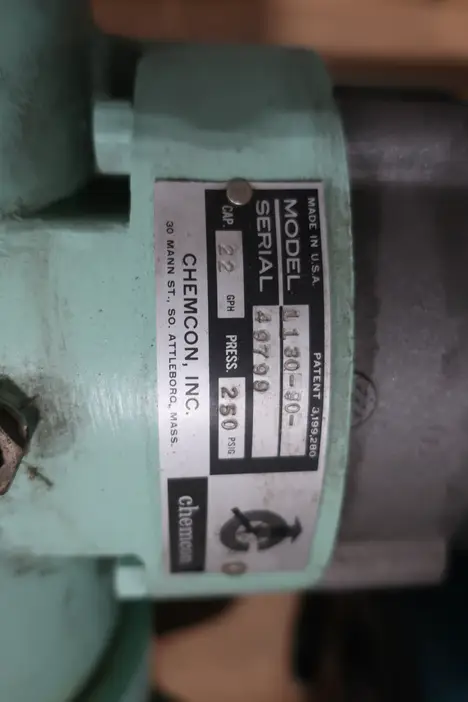 MADE IN U.S.A. PATENT 3,199,280
MODEL 1130-90-
SERIAL 49799
CAP. 22 GPH PRESS. 250 PSIG
CHEMCON, INC.
30 MANN ST., SO. ATTLEBORO, MASS.
chemcon